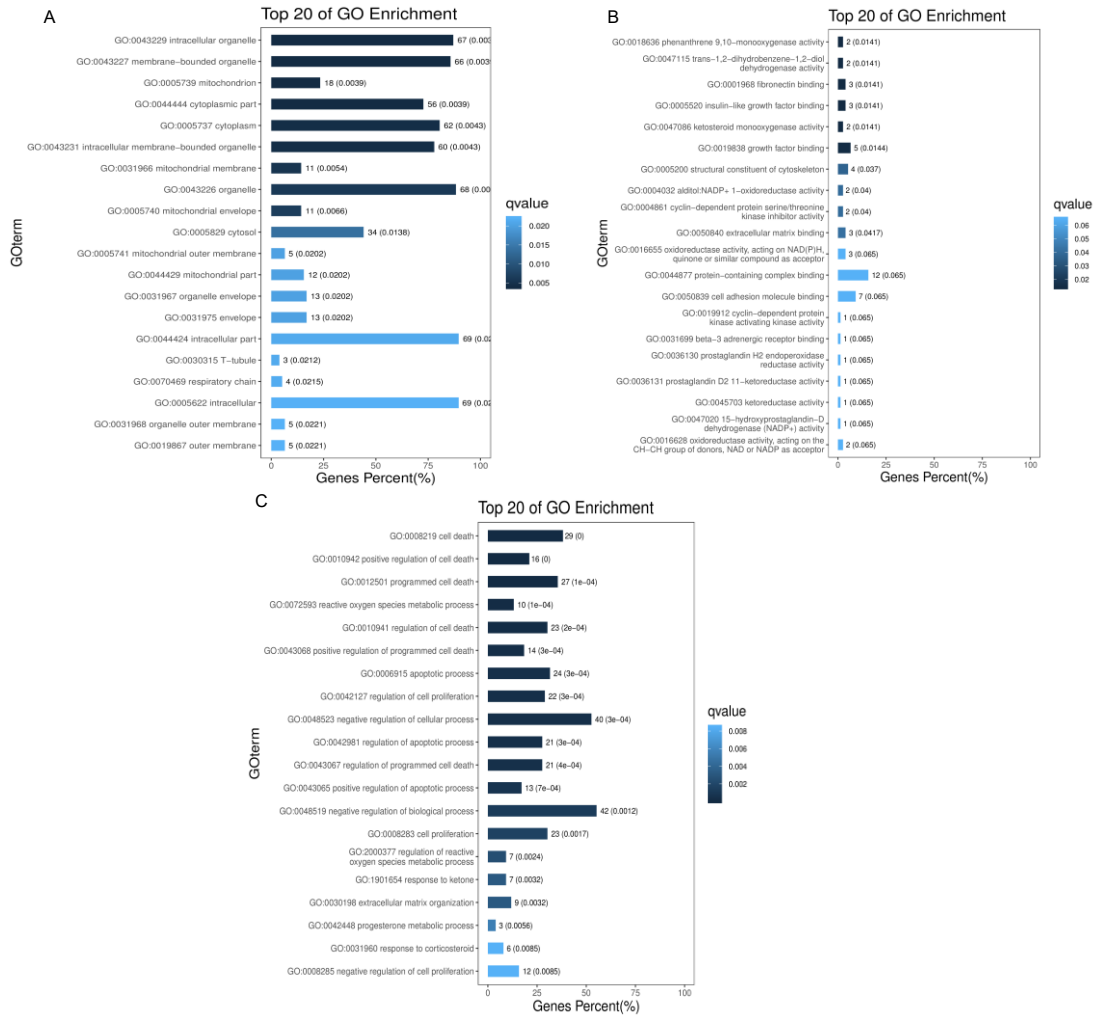 A
Top 20 of GO Enrichment
GO:0043229 intracellular organelle 67 (0.003
GO:0043227 membrane-bounded organelle 66 (0.0039
GO:0005739 mitochondrion 18 (0.0039)
GO:0044444 cytoplasmic part 56 (0.0039)
GO:0005737 cytoplasm 62 (0.0043)
GO:0043231 intracellular membrane-bounded organelle 60 (0.0043)
GO:0031966 mitochondrial membrane 11 (0.0054)
GO:0043226 organelle 68 (0.00
GO:0005740 mitochondrial envelope 11 (0.0066)
GO:0005829 cytosol 34 (0.0138)
GO:0005741 mitochondrial outer membrane 5 (0.0202)
GO:0044429 mitochondrial part 12 (0.0202)
GO:0031967 organelle envelope 13 (0.0202)
GO:0031975 envelope 13 (0.0202)
GO:0044424 intracellular part 69 (0.02
GO:0030315 T-tubule 3 (0.0212)
GO:0070469 respiratory chain 4 (0.0215)
GO:0005622 intracellular 69 (0.02
GO:0031968 organelle outer membrane 5 (0.0221)
GO:0019867 outer membrane 5 (0.0221)
GOterm
0 25 50 75 100
Genes Percent(%)
qvalue
0.020
0.015
0.010
0.005
B
Top 20 of GO Enrichment
GO:0018636 phenanthrene 9,10-monooxygenase activity 2 (0.0141)
GO:0047115 trans-1,2-dihydrobenzene-1,2-diol
dehydrogenase activity 2 (0.0141)
GO:0001968 fibronectin binding 3 (0.0141)
GO:0005520 insulin-like growth factor binding 3 (0.0141)
GO:0047086 ketosteroid monooxygenase activity 2 (0.0141)
GO:0019838 growth factor binding 5 (0.0144)
GO:0005200 structural constituent of cytoskeleton 4 (0.037)
GO:0004032 alditol:NADP+ 1-oxidoreductase activity 2 (0.04)
GO:0004861 cyclin-dependent protein serine/threonine
kinase inhibitor activity 2 (0.04)
GO:0050840 extracellular matrix binding 3 (0.0417)
GO:0016655 oxidoreductase activity, acting on NAD(P)H,
quinone or similar compound as acceptor 3 (0.065)
GO:0044877 protein-containing complex binding 12 (0.065)
GO:0050839 cell adhesion molecule binding 7 (0.065)
GO:0019912 cyclin-dependent protein
kinase activating kinase activity 1 (0.065)
GO:0031699 beta-3 adrenergic receptor binding 1 (0.065)
GO:0036130 prostaglandin H2 endoperoxidase
reductase activity 1 (0.065)
GO:0036131 prostaglandin D2 11-ketoreductase activity 1 (0.065)
GO:0045703 ketoreductase activity 1 (0.065)
GO:0047020 15-hydroxyprostaglandin-D
dehydrogenase (NADP+) activity 1 (0.065)
GO:0016628 oxidoreductase activity, acting on the
CH-CH group of donors, NAD or NADP as acceptor 2 (0.065)
GOterm
0 25 50 75 100
Genes Percent(%)
qvalue
0.06
0.05
0.04
0.03
0.02
C
Top 20 of GO Enrichment
GO:0008219 cell death 29 (0)
GO:0010942 positive regulation of cell death 16 (0)
GO:0012501 programmed cell death 27 (1e-04)
GO:0072593 reactive oxygen species metabolic process 10 (1e-04)
GO:0010941 regulation of cell death 23 (2e-04)
GO:0043068 positive regulation of programmed cell death 14 (3e-04)
GO:0006915 apoptotic process 24 (3e-04)
GO:0042127 regulation of cell proliferation 22 (3e-04)
GO:0048523 negative regulation of cellular process 40 (3e-04)
GO:0042981 regulation of apoptotic process 21 (3e-04)
GO:0043067 regulation of programmed cell death 21 (4e-04)
GO:0043065 positive regulation of apoptotic process 13 (7e-04)
GO:0048519 negative regulation of biological process 42 (0.0012)
GO:0008283 cell proliferation 23 (0.0017)
GO:2000377 regulation of reactive
oxygen species metabolic process 7 (0.0024)
GO:1901654 response to ketone 7 (0.0032)
GO:0030198 extracellular matrix organization 9 (0.0032)
GO:0042448 progesterone metabolic process 3 (0.0056)
GO:0031960 response to corticosteroid 6 (0.0085)
GO:0008285 negative regulation of cell proliferation 12 (0.0085)
GOterm
0 25 50 75 100
Genes Percent(%)
qvalue
0.008
0.006
0.004
0.002